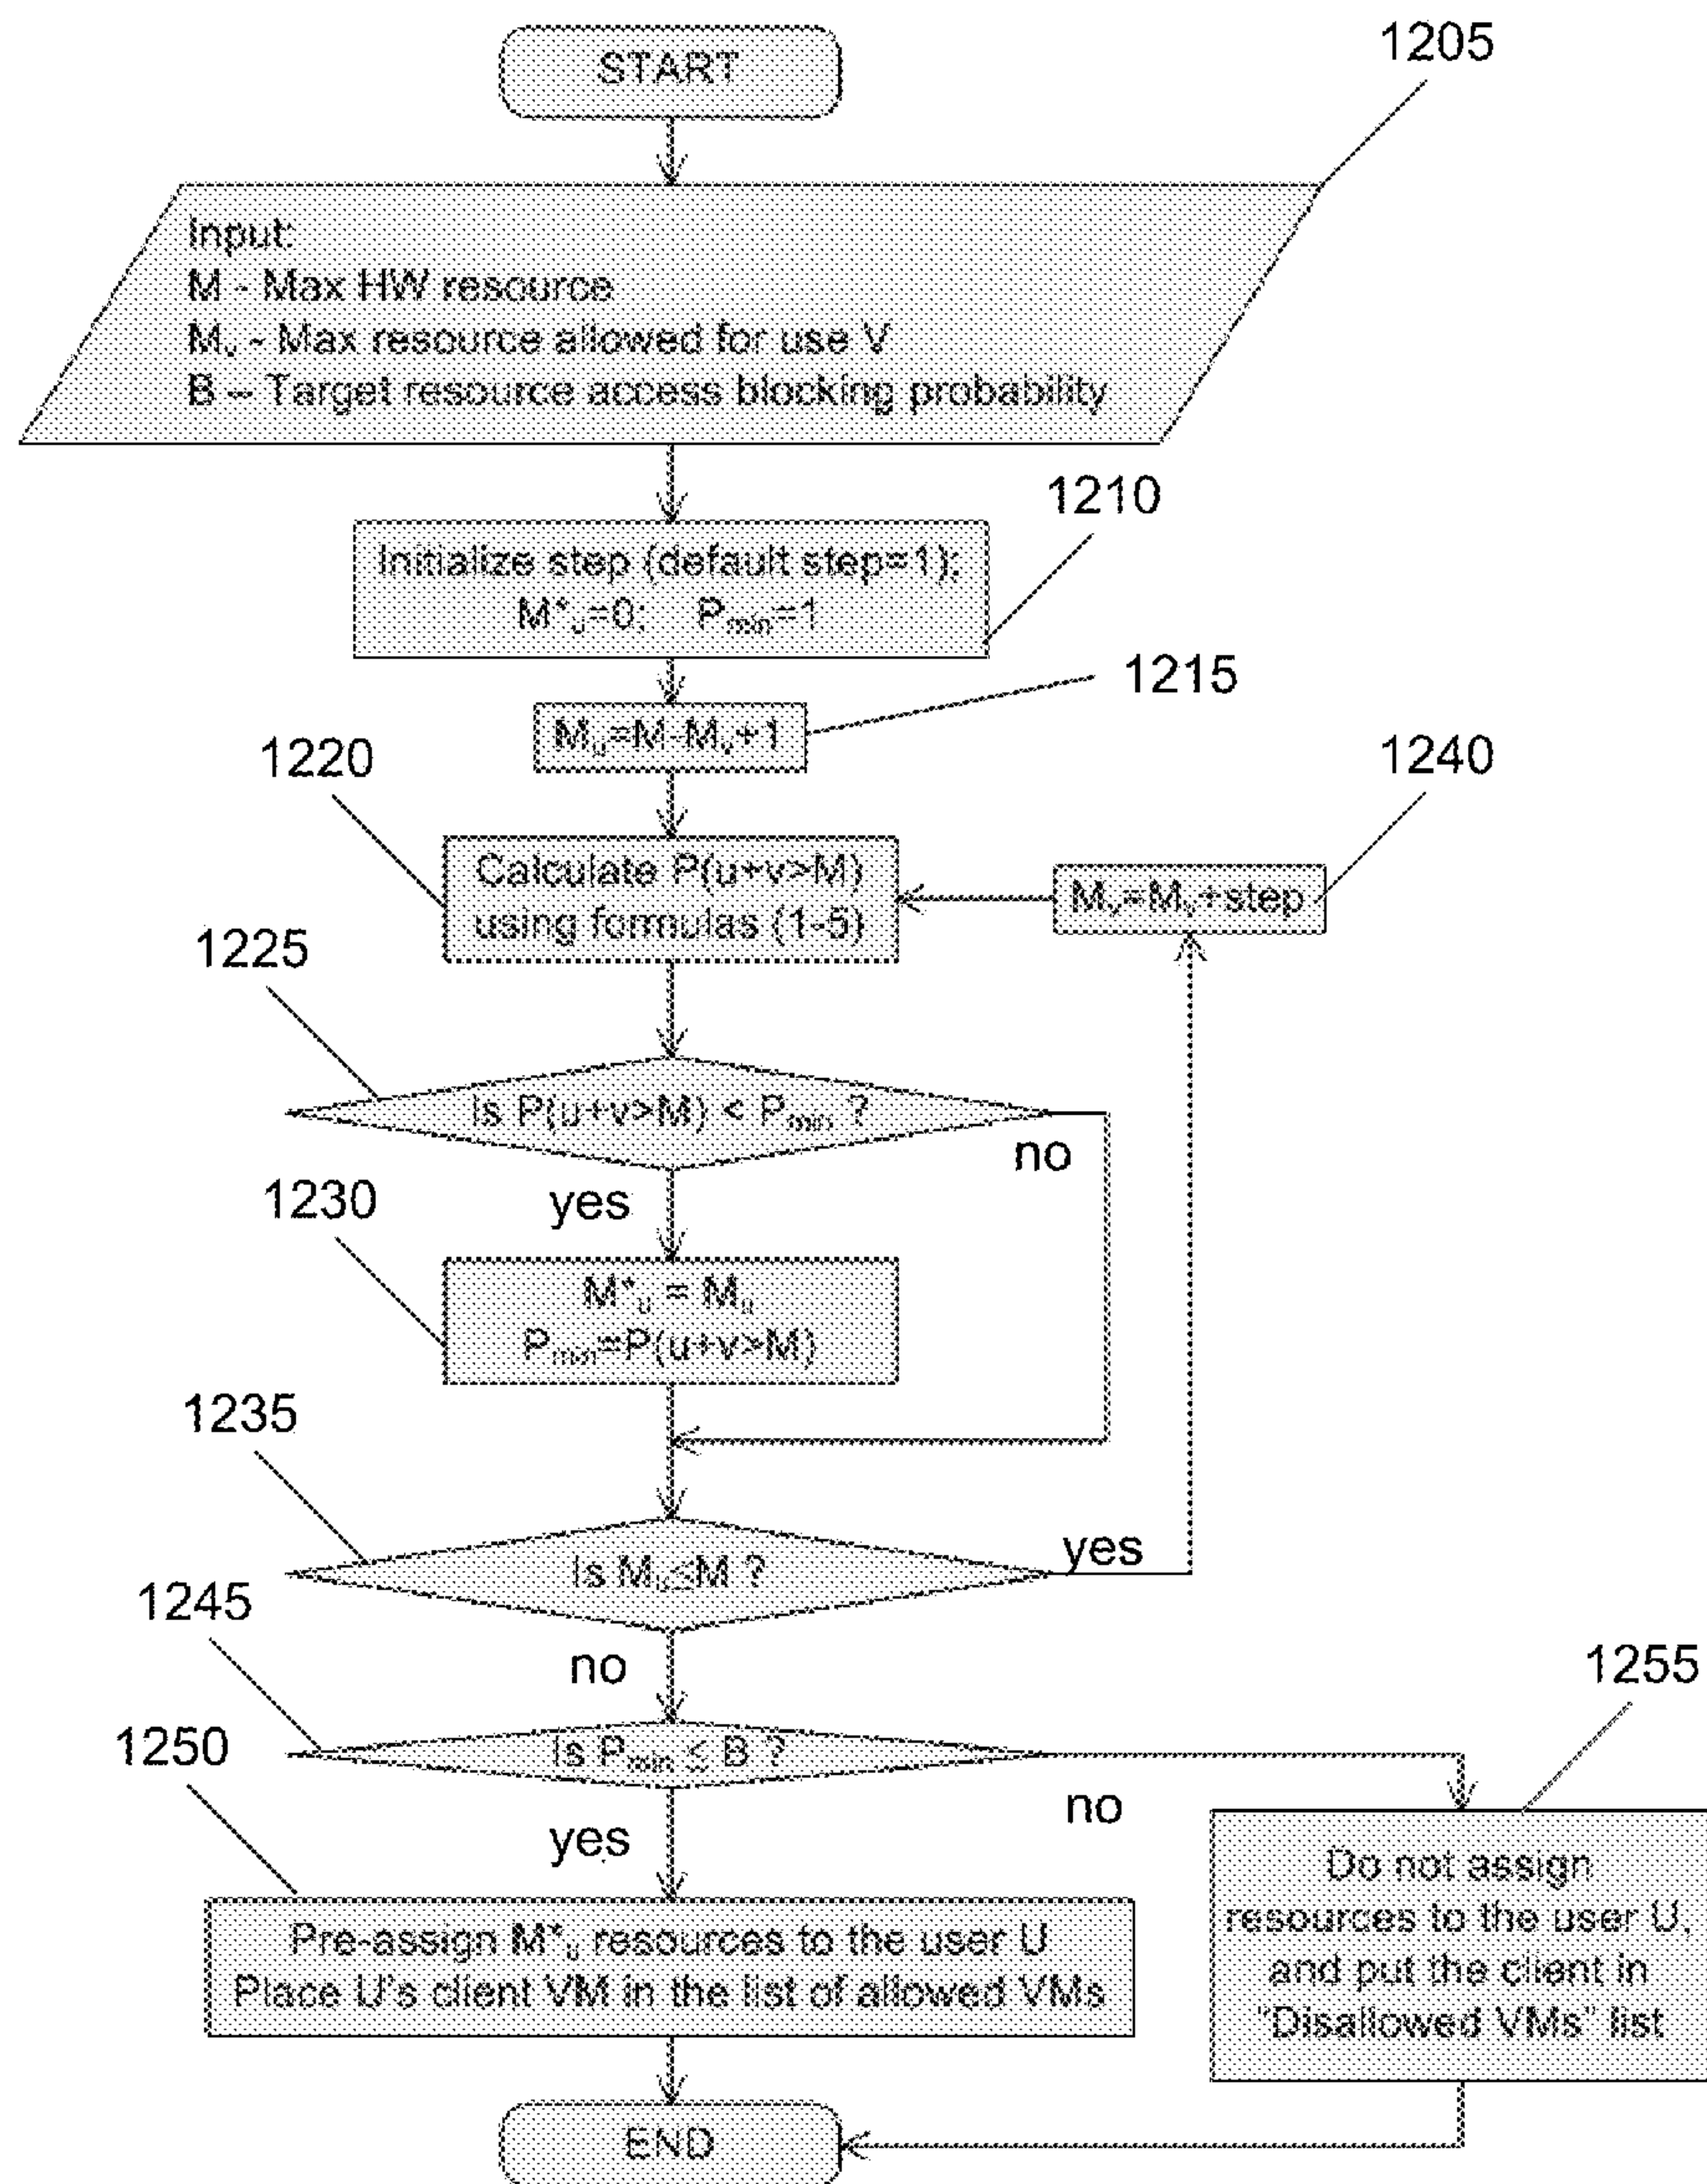 START
1205
Input:
M - Max HW resource
Mv - Max resource allowed for use V
B – Target resource access blocking probability
1210
Initialize step (default step=1);
M*u=0; Pmin=1
1215
Mu=M-Mv+1
1220
1240
Calculate P(u+v>M)
using formulas (1-5)
Mv=Mv+step
1225
Is P(u+v>M) < Pmin ?
no
yes
1230
M*u = Mu
Pmin=P(u+v>M)
1235
Is Mu≤M ?
yes
1245
no
1255
Is Pmin ≤ B ?
1250
no
yes
Do not assign
resources to the user U,
and put the client in
"Disallowed VMs" list
Pre-assign M*u resources to the user U
Place U's client VM in the list of allowed VMs
END